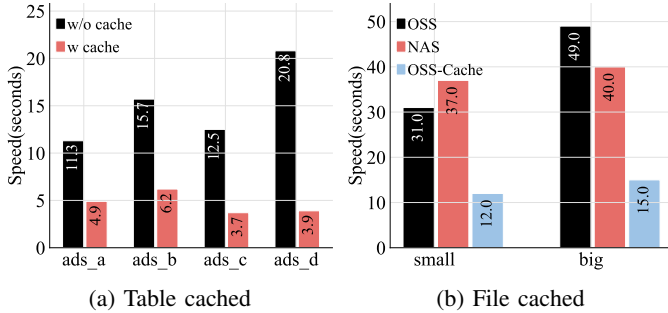 25
20
15
10
5
0
Speed(seconds)
w/o cache
w cache
11.3
4.9
15.7
6.2
12.5
3.7
20.8
3.9
ads_a
ads_b
ads_c
ads_d
(a) Table cached
50
40
30
20
10
0
Speed(seconds)
OSS
NAS
OSS-Cache
31.0
37.0
12.0
49.0
40.0
15.0
small
big
(b) File cached